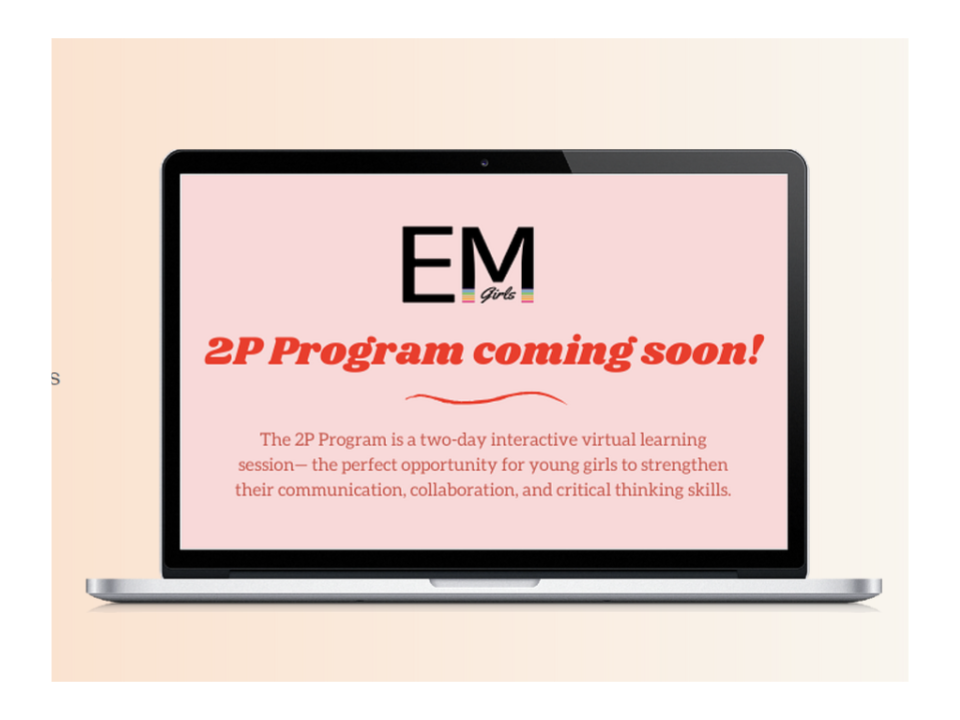 EM
Girls
2P Program coming soon!
s
The 2P Program is a two-day interactive virtual learning
session— the perfect opportunity for young girls to strengthen
their communication, collaboration, and critical thinking skills.